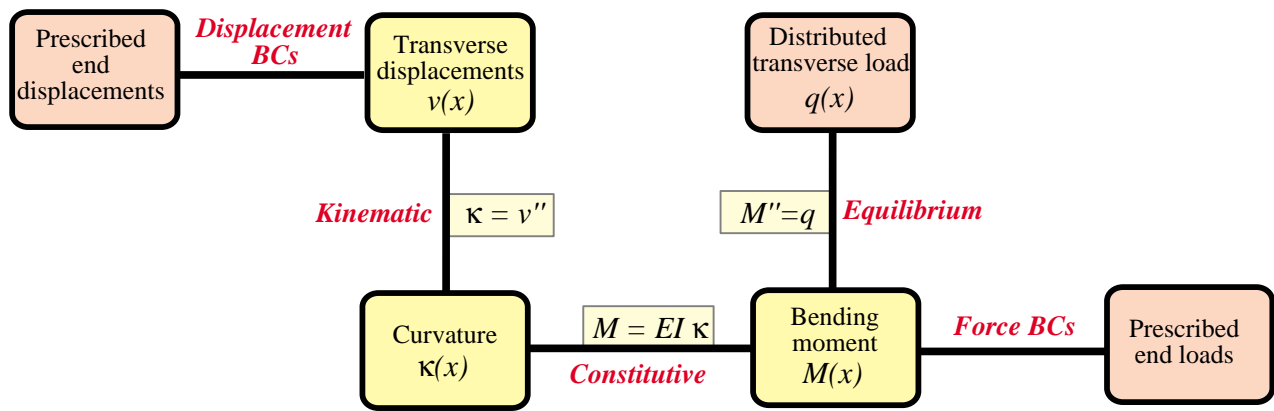 Prescribed
end
displacements
Displacement
BCs
Transverse
displacements
v(x)
Distributed
transverse load
q(x)
Kinematic
κ = v''
M''=q
Equilibrium
Curvature
κ(x)
M = EI κ
Constitutive
Bending
moment
M(x)
Force BCs
Prescribed
end loads